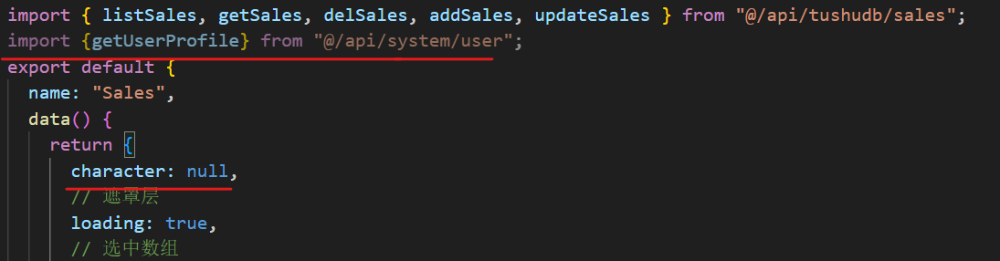 import { listSales, getSales, delSales, addSales, updateSales } from "@/api/tushudb/sales";
import {getUserProfile} from "@/api/system/user";
export default {
name: "Sales",
data() {
return {
character: null,
// 遮罩层
loading: true,
// 选中数组